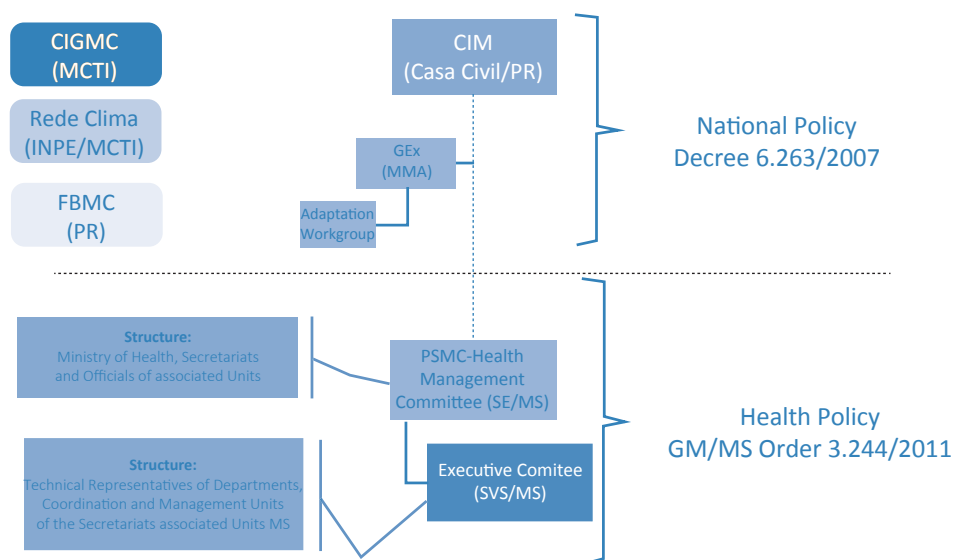 CIGMC
(MCTI)
Rede Clima
(INPE/MCTI)
FBMC
(PR)
CIM
(Casa Civil/PR)
GEx
(MMA)
Adaptation
Workgroup
National Policy
Decree 6.263/2007
Structure:
Ministry of Health, Secretariats
and Officials of associated Units
PSMC-Health
Management
Committee (SE/MS)
Structure:
Technical Representatives of Departments,
Coordination and Management Units
of the Secretariats associated Units MS
Executive Comitee
(SVS/MS)
Health Policy
GM/MS Order 3.244/2011